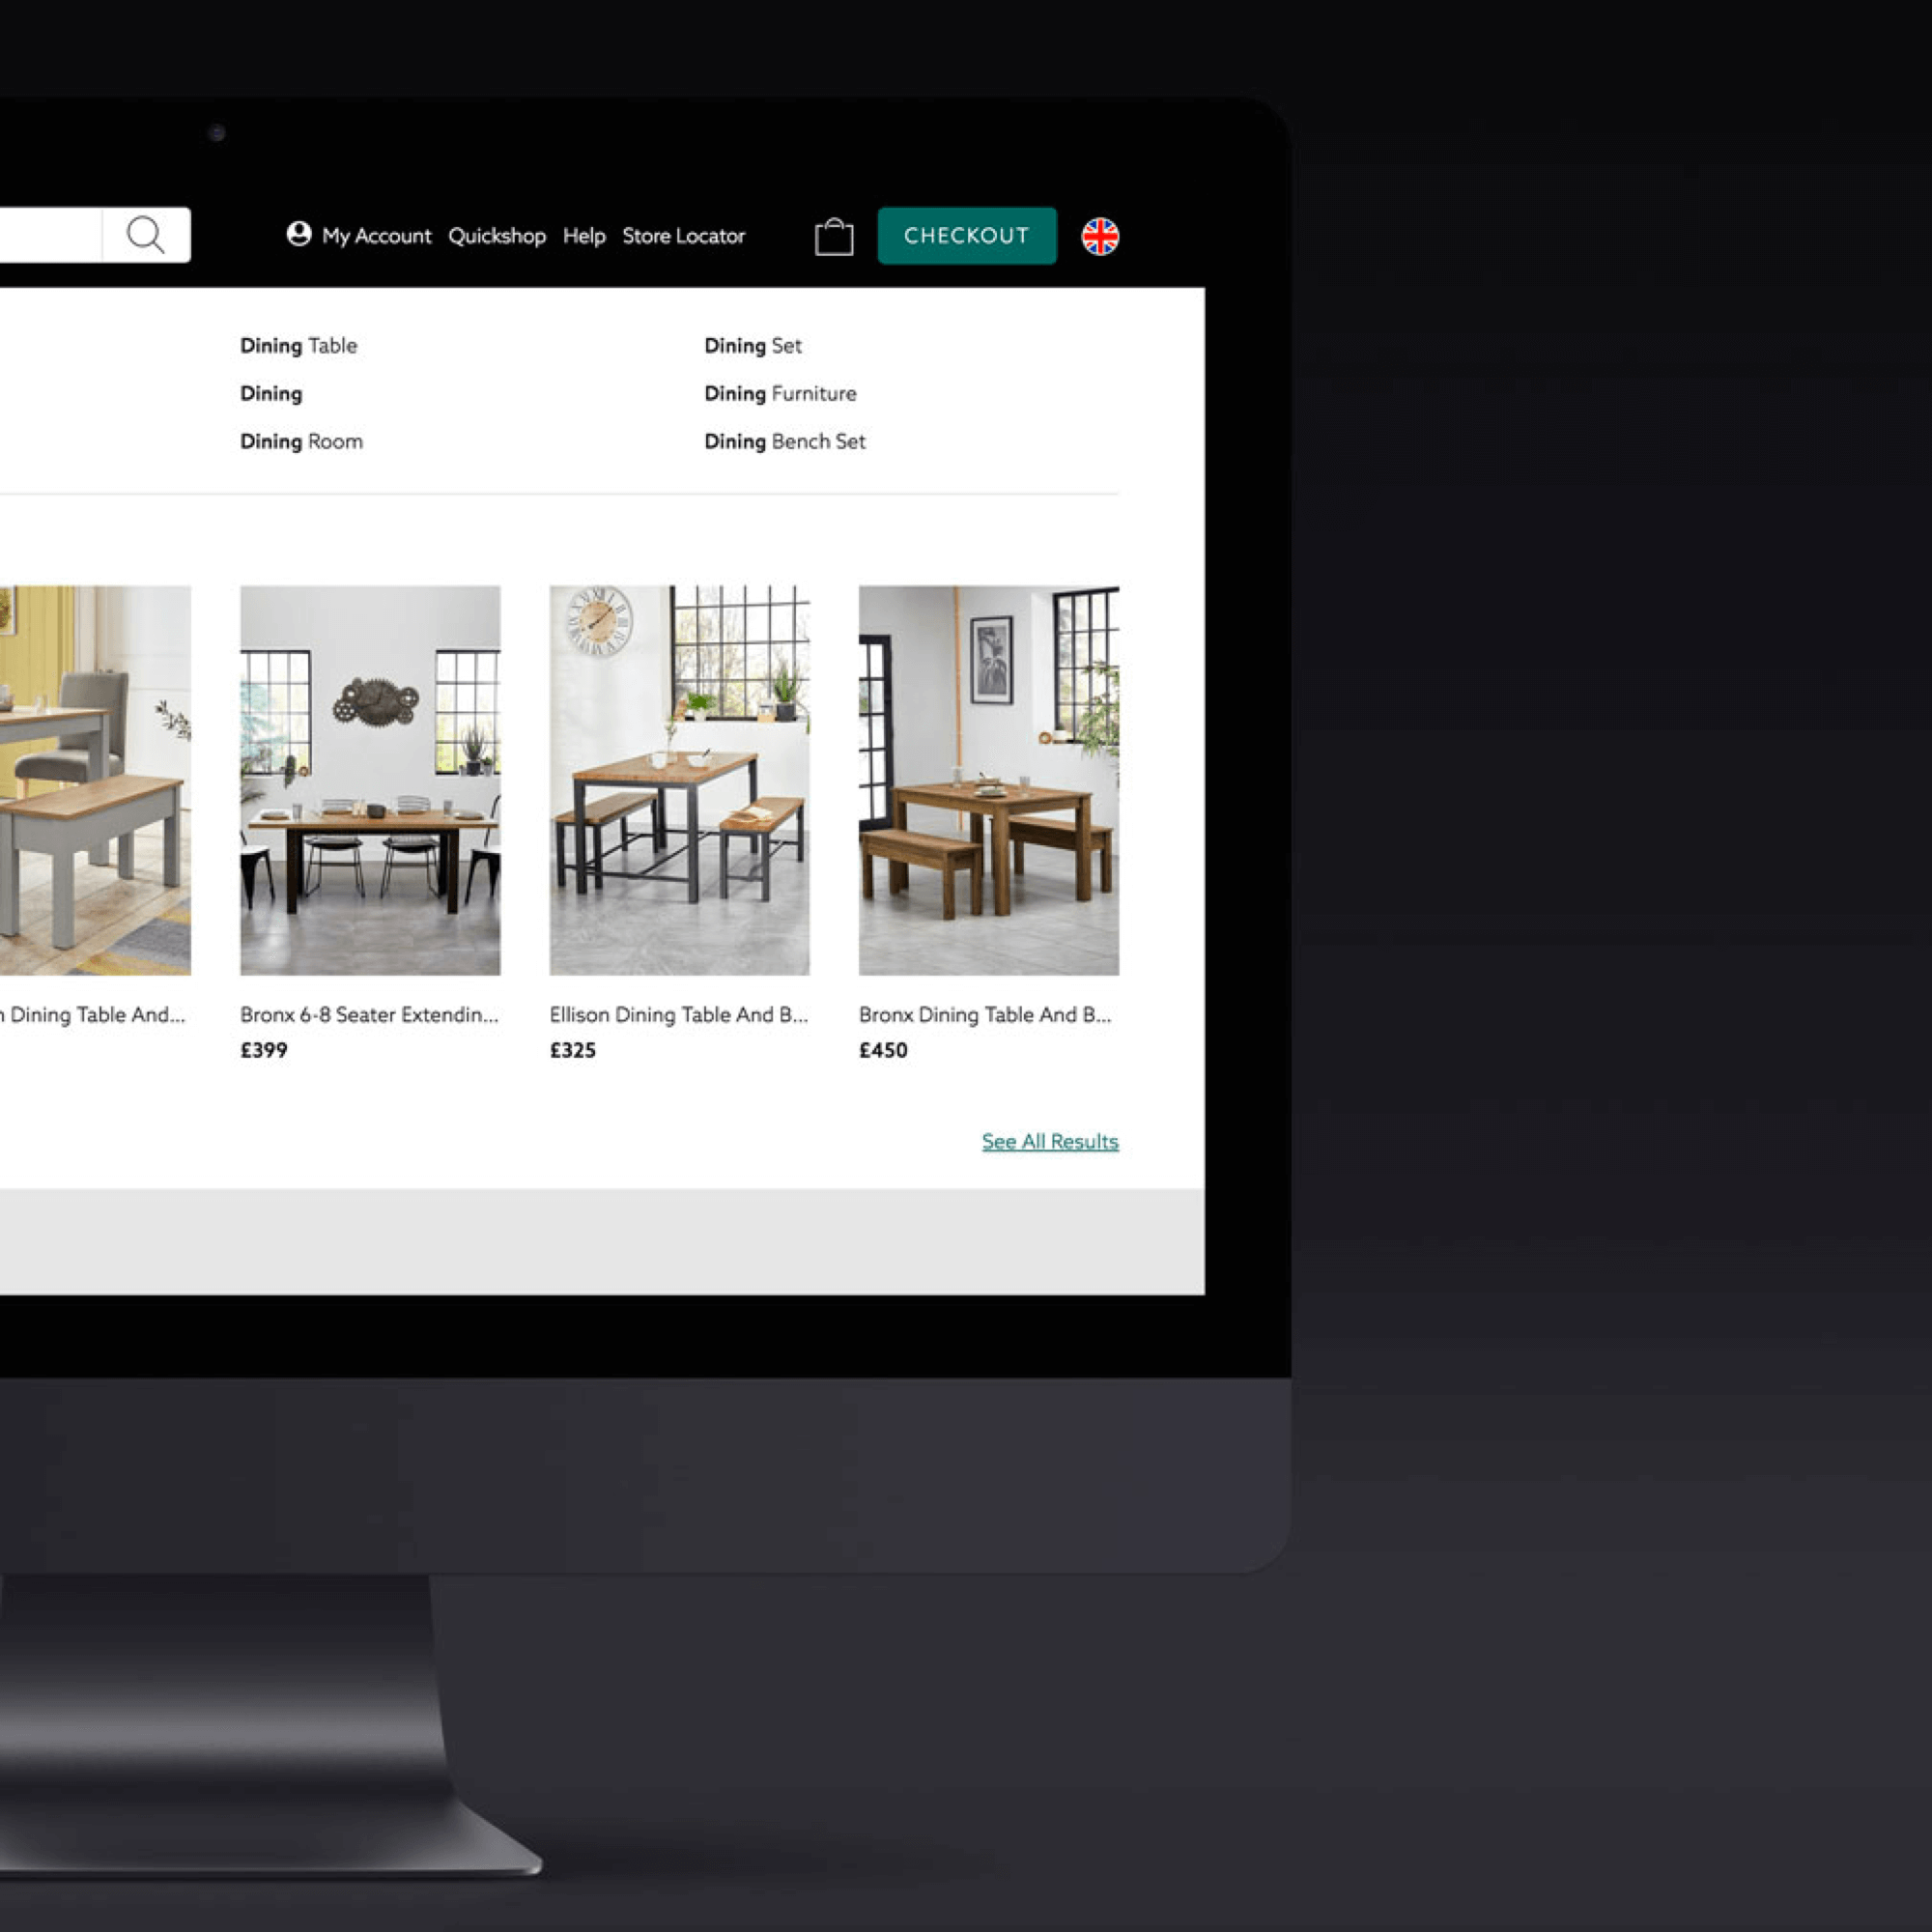 My Account Quickshop Help Store Locator CHECKOUT
Dining Table Dining Set
Dining Dining Furniture
Dining Room Dining Bench Set
Dining Table And... Bronx 6-8 Seater Extendin... Ellison Dining Table And B... Bronx Dining Table And B...
£399 £325 £450
See All Results